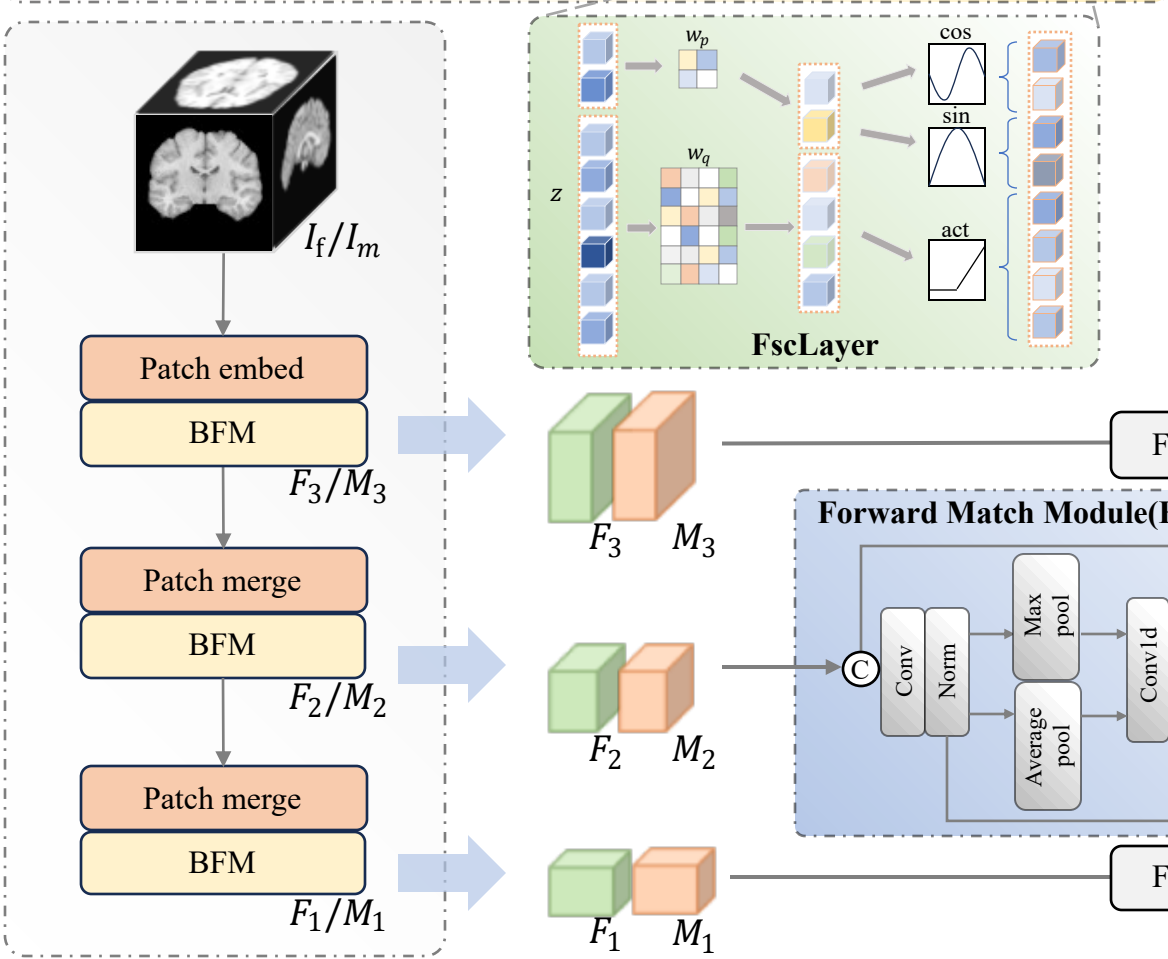 I_f/I_m
Patch embed
BFM
F_3/M_3
Patch merge
BFM
F_2/M_2
Patch merge
BFM
F_1/M_1
z
w_p
w_q
cos
sin
act
FscLayer
F_3 M_3
F_2 M_2
F_1 M_1
F
Forward Match Module(
C
Conv
Norm
Max
pool
Average
pool
Conv1d
F